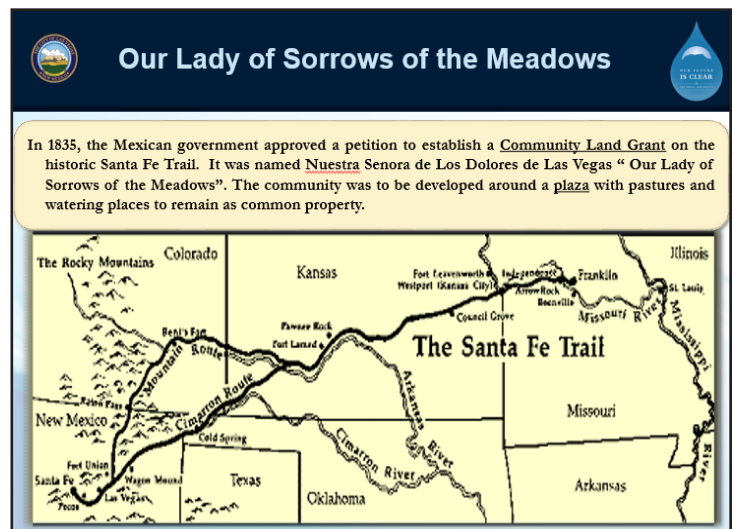 Our Lady of Sorrows of the Meadows
IS CLEAR
In 1835, the Mexican government approved a petition to establish a Community Land Grant on the
historic Santa Fe Trail. It was named Nuestra Senora de Los Dolores de Las Vegas “ Our Lady of
Sorrows of the Meadows”. The community was to be developed around a plaza with pastures and
watering places to remain as common property.
The Rocky Mountains
Colorado
Kansas
Illinois
Fort Leavenworth
Independence
Franklin
Westport (Kansas City)
Arrow Rock
St. Louis
Boonville
Missouri River
Mississippi
River
Council Grove
Bent's Fort
Pawnee Rock
Fort Larned
Mountain Route
The Santa Fe Trail
Cimarron Route
Raton Pass
New Mexico
Arkansas River
Missouri
Cold Spring
Cimarron River
Fort Union
Santa Fe
Wagon Mound
Las Vegas
Pecos
Texas
Oklahoma
Arkansas